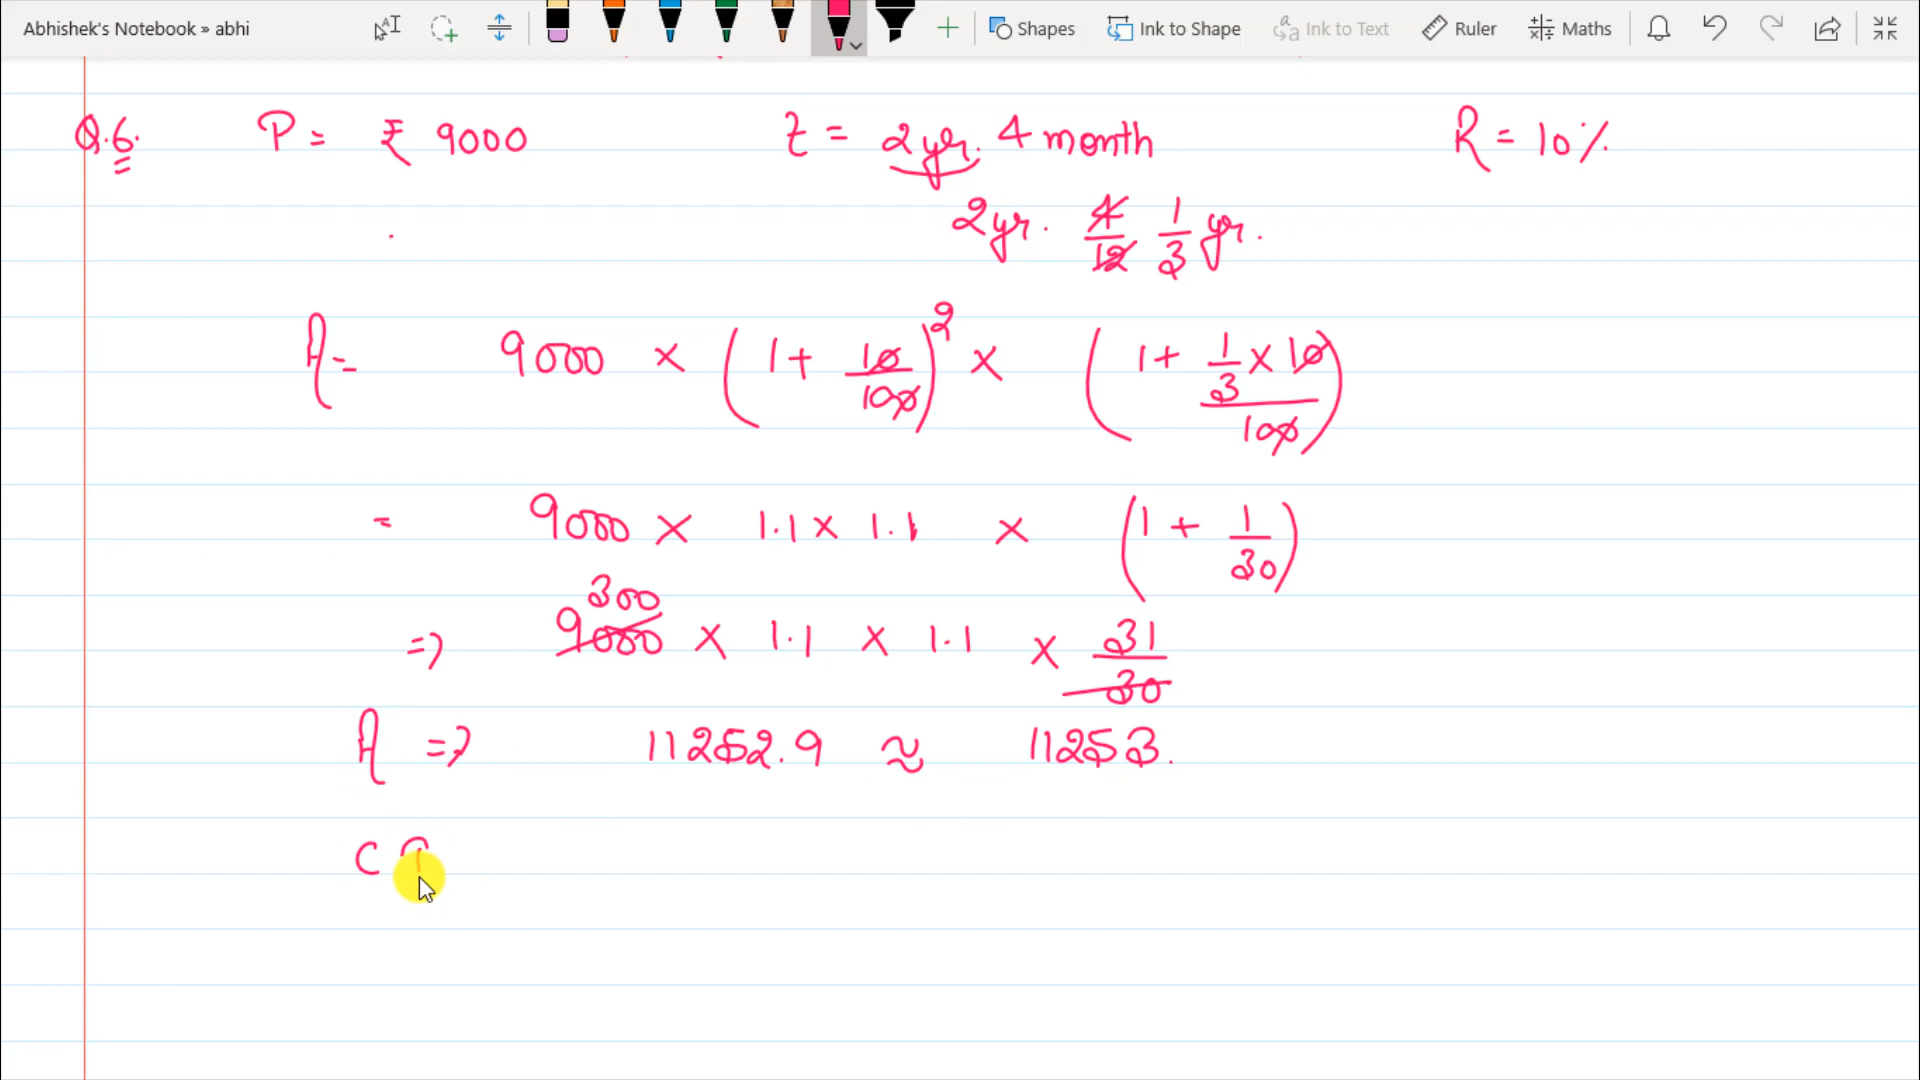 Abhishek's Notebook » abhi Shapes Ink to Shape Ink to Text Ruler Maths
Q.6. P = ₹ 9000 t = 2yr. 4 month R = 10%
2yr. 4/12 1/3 yr.
A = 9000 × (1 + 10/100)² × (1 + 1/3 × 10/100)
= 9000 × 1.1 × 1.1 × (1 + 1/30)
300
=> 9000 × 1.1 × 1.1 × 31/30
A => 11252.9 ≈ 11253.
C